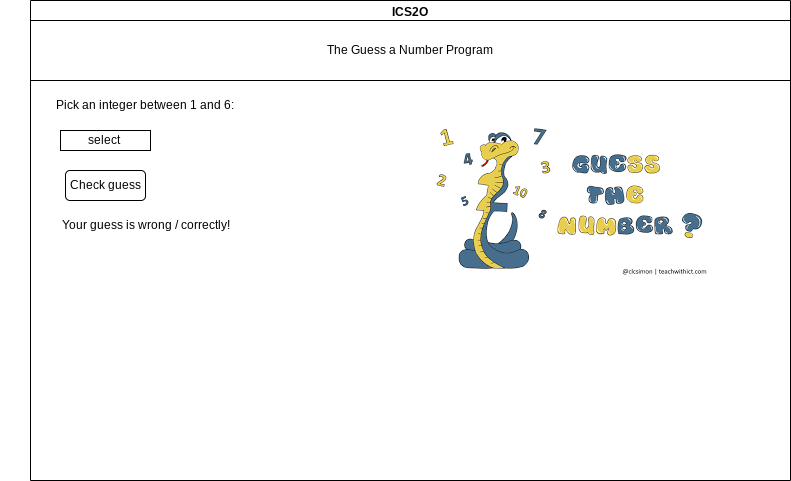 ICS2O
The Guess a Number Program
Pick an integer between 1 and 6:
select
Check guess
Your guess is wrong / correctly!
1
7
4
3
2
10
5
8
GUESS
THE
NUMBER ?
@clcsimon | teachwithict.com